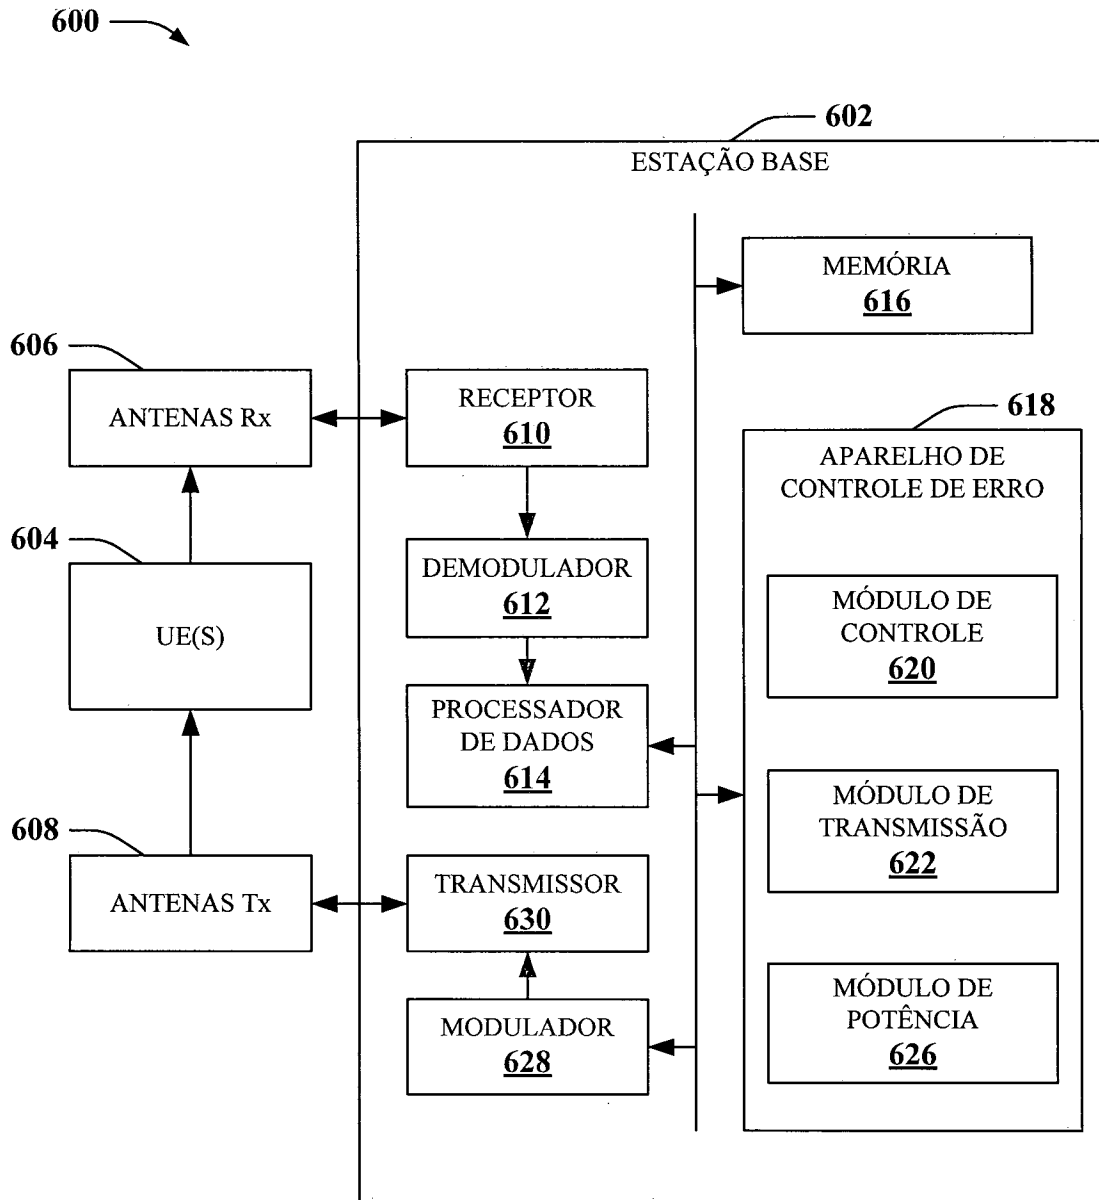 600
602
ESTAÇÃO BASE
MEMÓRIA
616
606
ANTENAS Rx
RECEPTOR
610
618
APARELHO DE
CONTROLE DE ERRO
604
UE(S)
DEMODULADOR
612
MÓDULO DE
CONTROLE
620
PROCESSADOR
DE DADOS
614
MÓDULO DE
TRANSMISSÃO
622
608
ANTENAS Tx
TRANSMISSOR
630
MÓDULO DE
POTÊNCIA
626
MODULADOR
628